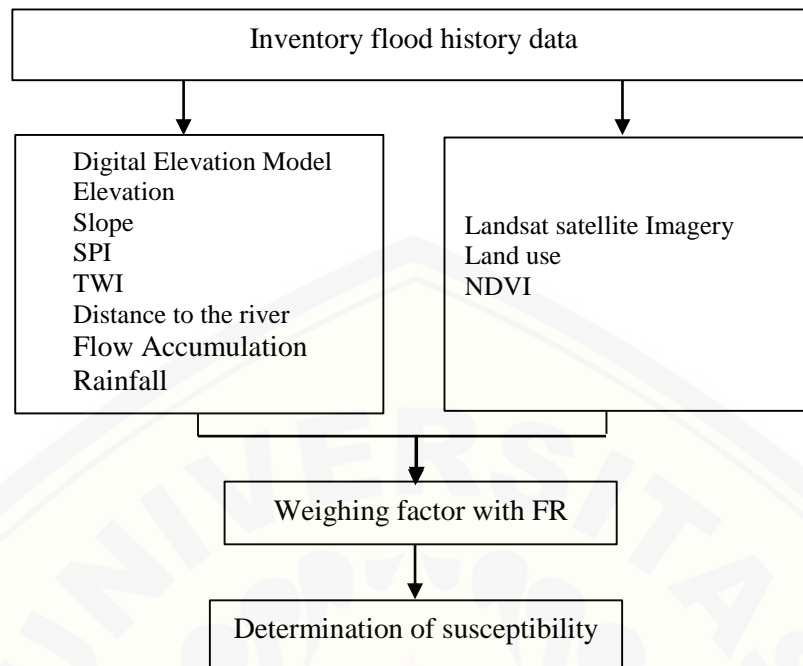 Inventory flood history data
Digital Elevation Model
Elevation
Slope
SPI
TWI
Distance to the river
Flow Accumulation
Rainfall
Landsat satellite Imagery
Land use
NDVI
Weighing factor with FR
Determination of susceptibility
UNIVERSITAS